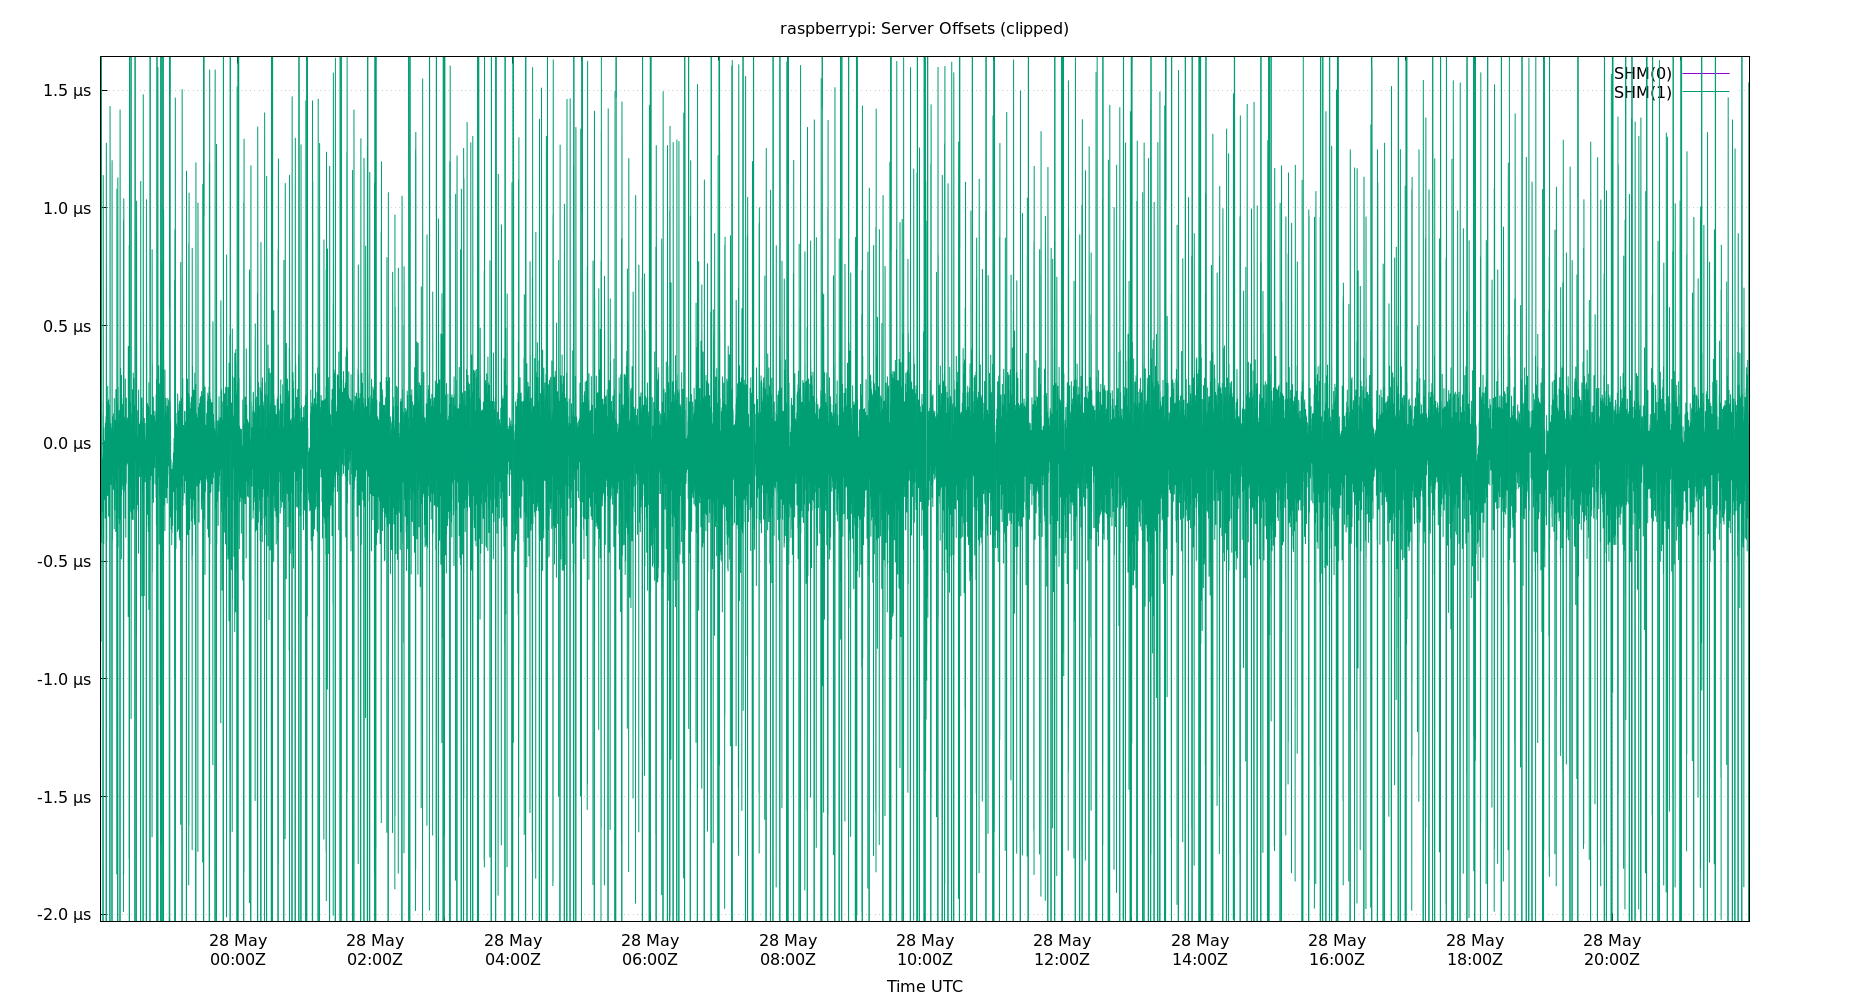 raspberrypi: Server Offsets (clipped)
SHM(0)
SHM(1)
1.5 µs
1.0 µs
0.5 µs
0.0 µs
-0.5 µs
-1.0 µs
-1.5 µs
-2.0 µs
28 May 28 May 28 May 28 May 28 May 28 May 28 May 28 May 28 May 28 May 28 May
00:00Z 02:00Z 04:00Z 06:00Z 08:00Z 10:00Z 12:00Z 14:00Z 16:00Z 18:00Z 20:00Z
Time UTC